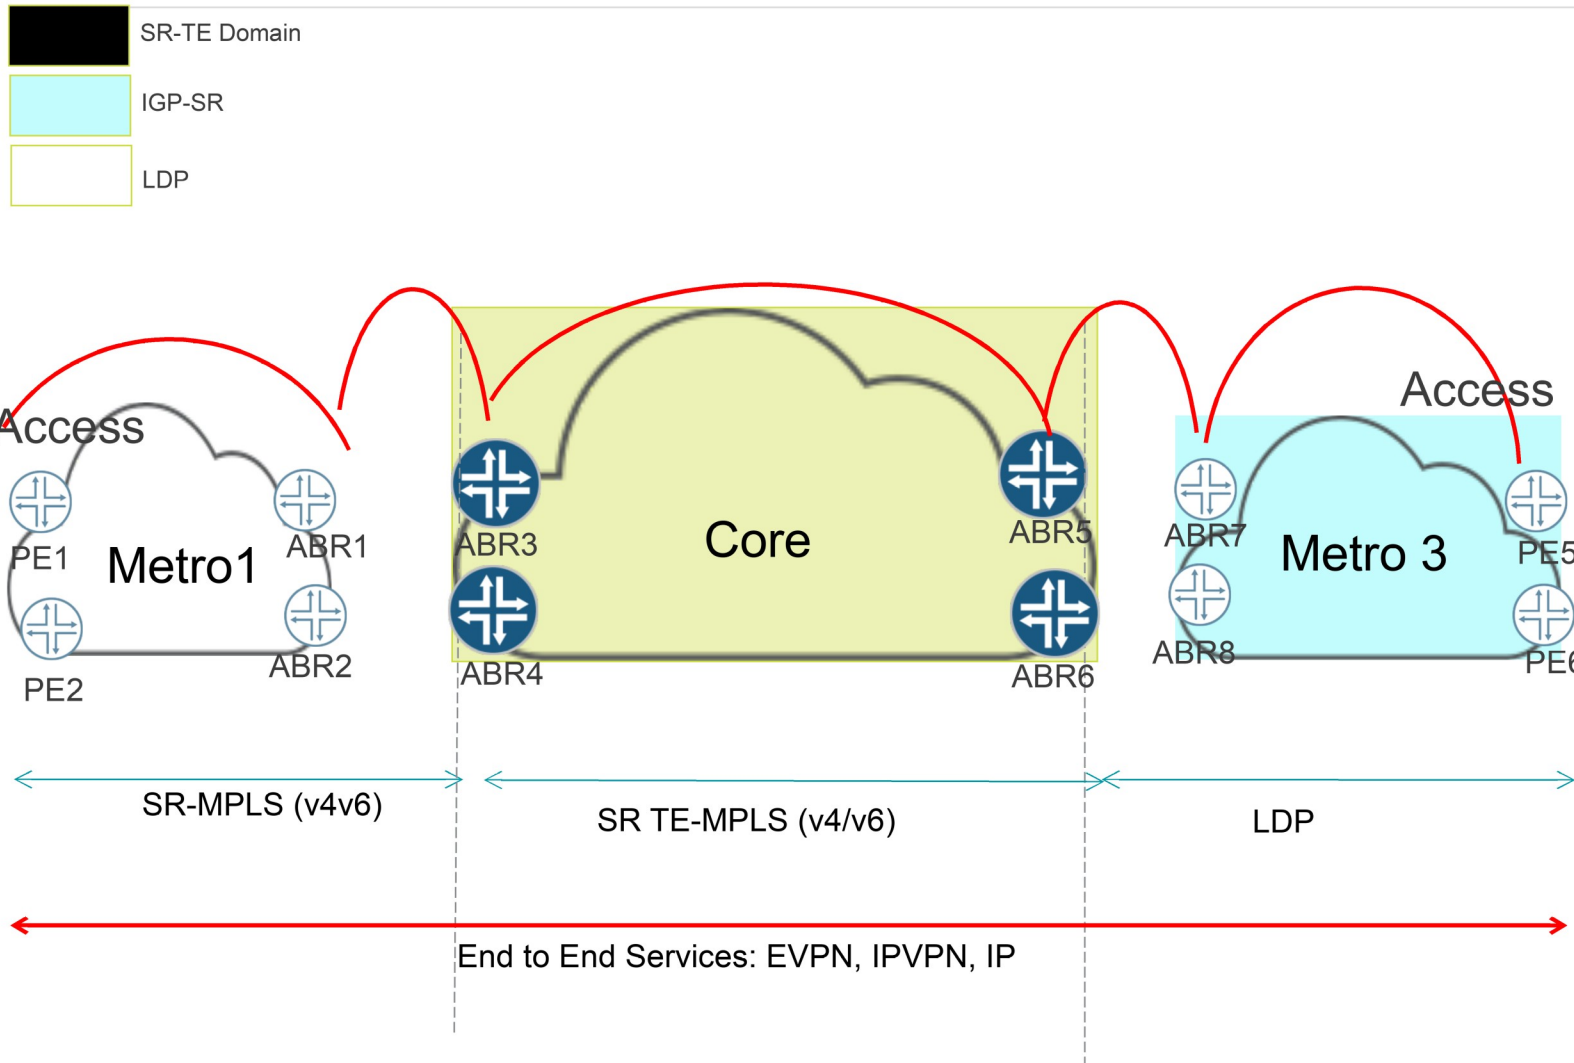 SR-TE Domain
IGP-SR
LDP
Access
Access
PE1
Metro1
ABR1
PE2
ABR2
ABR3
Core
ABR5
ABR4
ABR6
ABR7
Metro 3
PE5
ABR8
PE6
SR-MPLS (v4v6)
SR TE-MPLS (v4/v6)
LDP
End to End Services: EVPN, IPVPN, IP